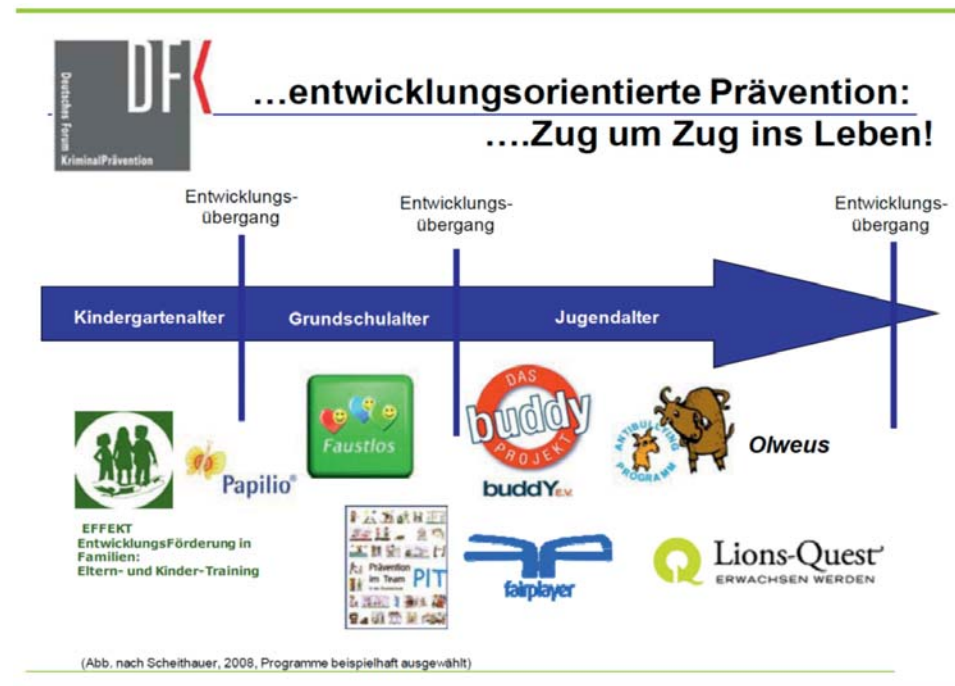 DFK
Deutsches Forum
KriminalPrävention
…entwicklungsorientierte Prävention:
….Zug um Zug ins Leben!
Entwicklungs-
übergang
Entwicklungs-
übergang
Entwicklungs-
übergang
Kindergartenalter
Grundschulalter
Jugendalter
Papilio®
Faustlos
DAS
buddy
PROJEKT
buddY E.V.
ANTIBULLYING
PROGRAMM
Olweus
EFFEKT
EntwicklungsFörderung in
Familien:
Eltern- und Kinder-Training
Prävention
im Team
PIT
fairplayer
Lions-Quest
ERWACHSEN WERDEN
(Abb. nach Scheithauer, 2008, Programme beispielhaft ausgewählt)